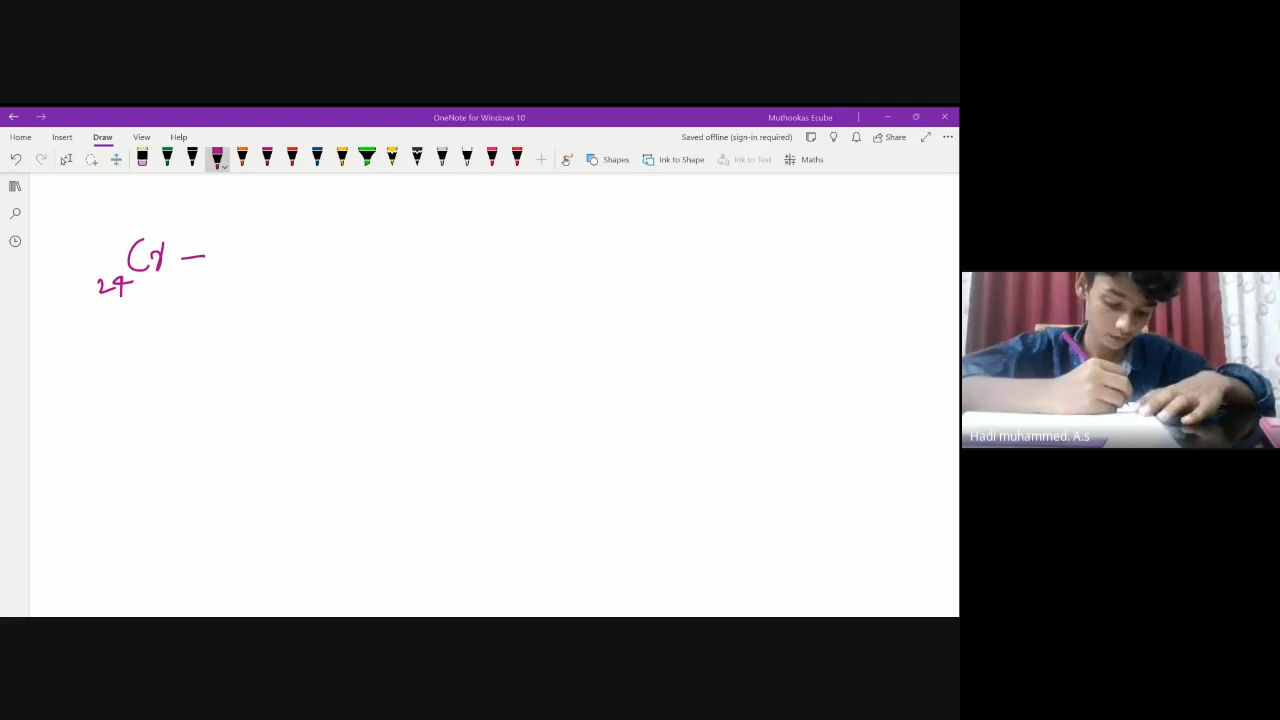 OneNote for Windows 10
Muthookas Ecube
Home Insert Draw View Help
Saved offline (sign-in required)
Share
Shapes
Ink to Shape
Ink to Text
Maths
24Cr —
Hadi muhammed. A.s